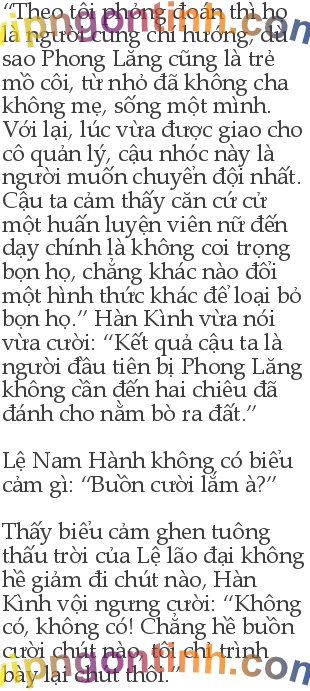 “Theo tôi phỏng đoán thì họ
là người cùng chí hướng, dù
sao Phong Lăng cũng là trẻ
mồ côi, từ nhỏ đã không cha
không mẹ, sống một mình.
Với lại, lúc vừa được giao cho
cô quản lý, cậu nhóc này là
người muốn chuyển đội nhất.
Cậu ta cảm thấy căn cứ cử
một huấn luyện viên nữ đến
dạy chính là không coi trọng
bọn họ, chẳng khác nào đổi
một hình thức khác để loại bỏ
bọn họ.” Hàn Kình vừa nói
vừa cười: “Kết quả cậu ta là
người đầu tiên bị Phong Lăng
không cần đến hai chiêu đã
đánh cho nằm bò ra đất.”
Lệ Nam Hành không có biểu
cảm gì: “Buồn cười lắm à?”
Thấy biểu cảm ghen tuông
thấu trời của Lệ lão đại không
hề giảm đi chút nào, Hàn
Kình vội ngưng cười: “Không
có, không có! Chẳng hề buồn
cười chút nào, tôi chỉ trình
bày lại chút thôi.”
vipngontinh.com
vipngontinh.com